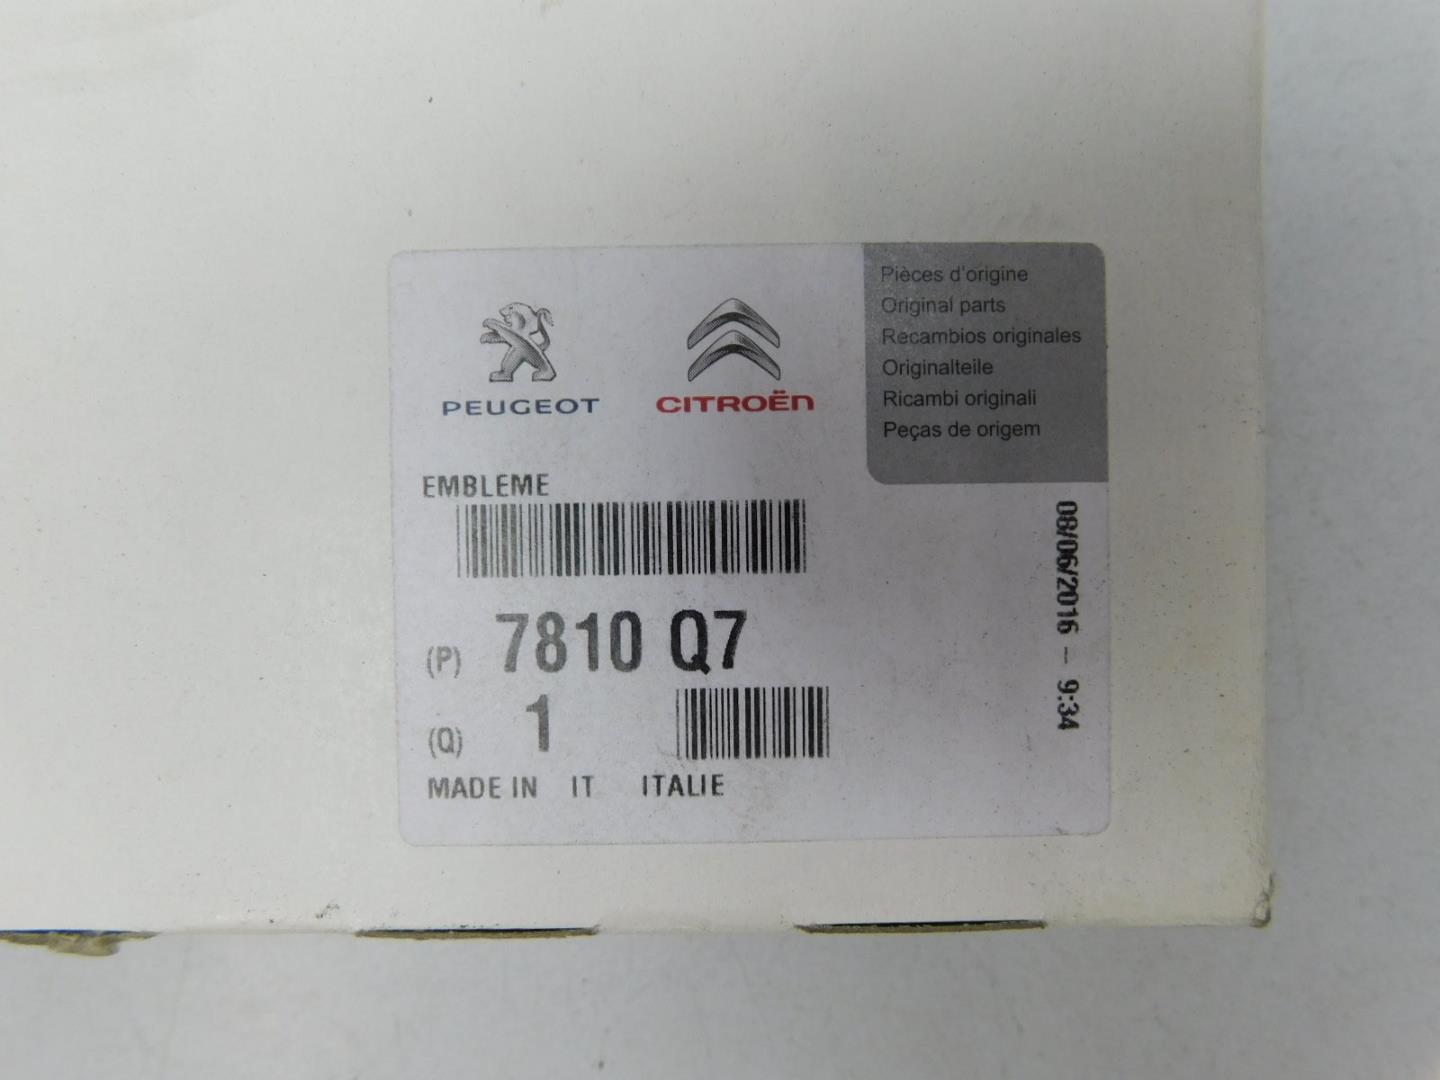 PEUGEOT
CITROËN
Pièces d'origine
Original parts
Recambios originales
Originalteile
Ricambi originali
Peças de origem
EMBLEME
(P) 7810 Q7
(Q) 1
MADE IN IT ITALIE
08/06/2016 - 9:34